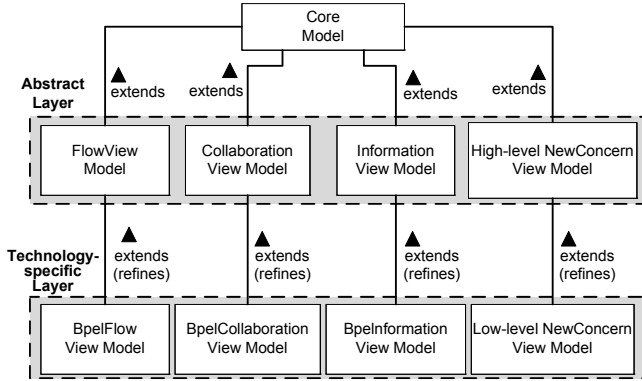 Core
Model
Abstract
Layer
extends
extends
extends
extends
FlowView
Model
Collaboration
View Model
Information
View Model
High-level NewConcern
View Model
Technology-
specific
Layer
extends
(refines)
extends
(refines)
extends
(refines)
extends
(refines)
BpelFlow
View Model
BpelCollaboration
View Model
BpelInformation
View Model
Low-level NewConcern
View Model